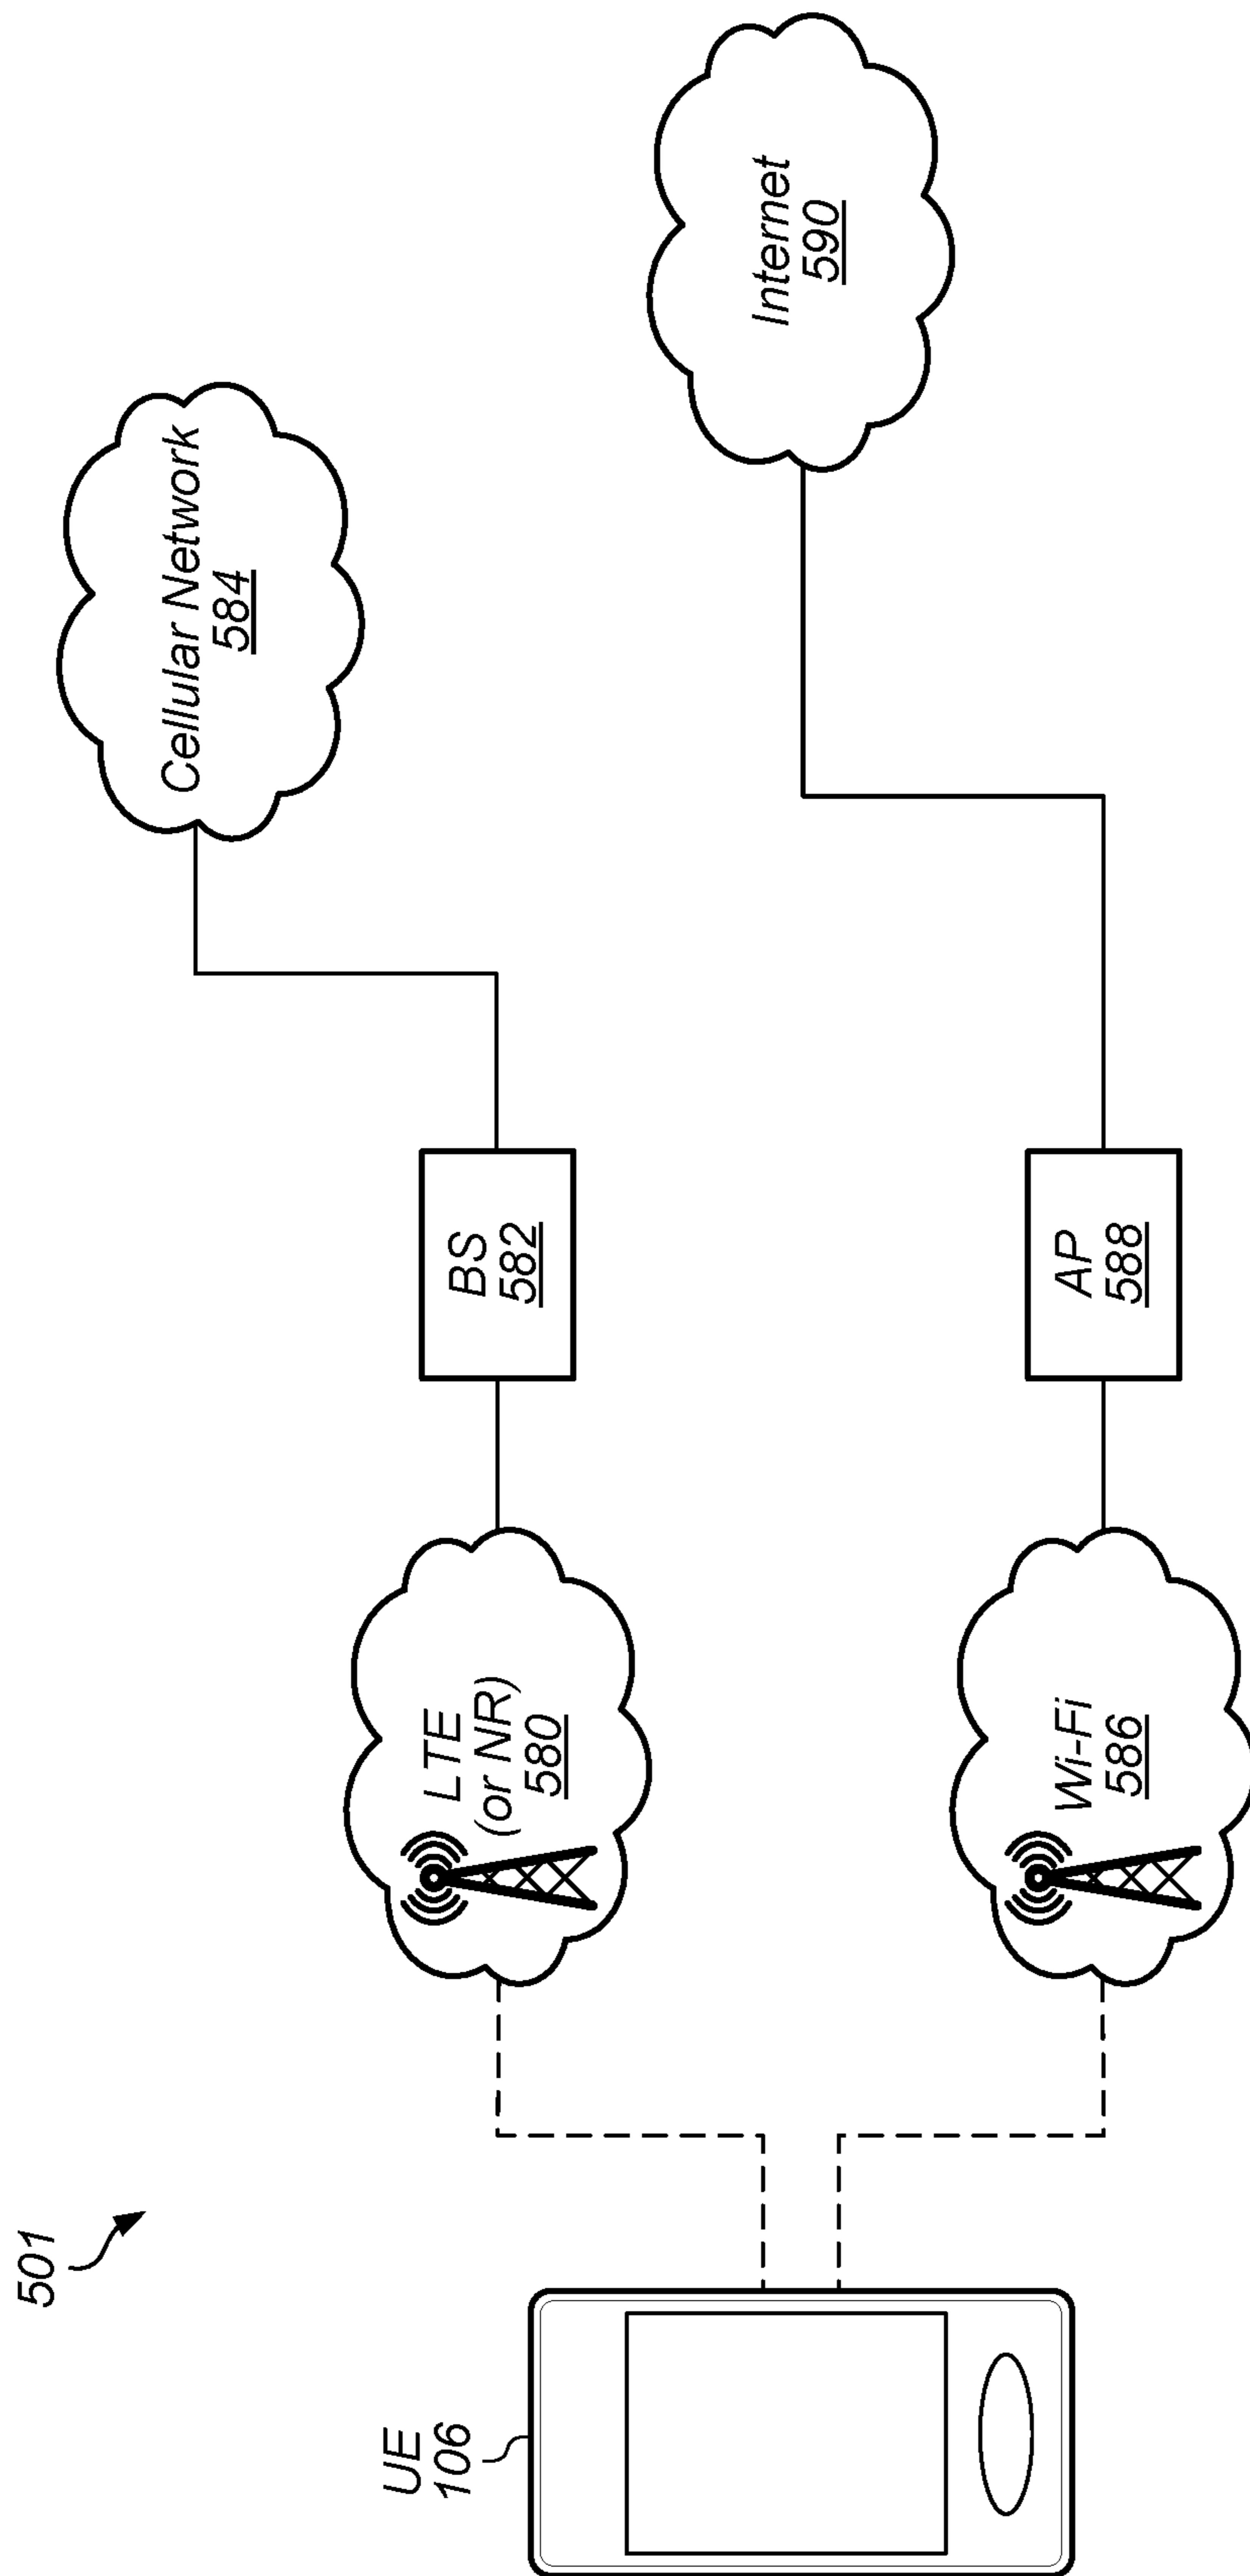 501
UE
106
LTE
(or NR)
580
BS
582
Cellular Network
584
Wi-Fi
586
AP
588
Internet
590